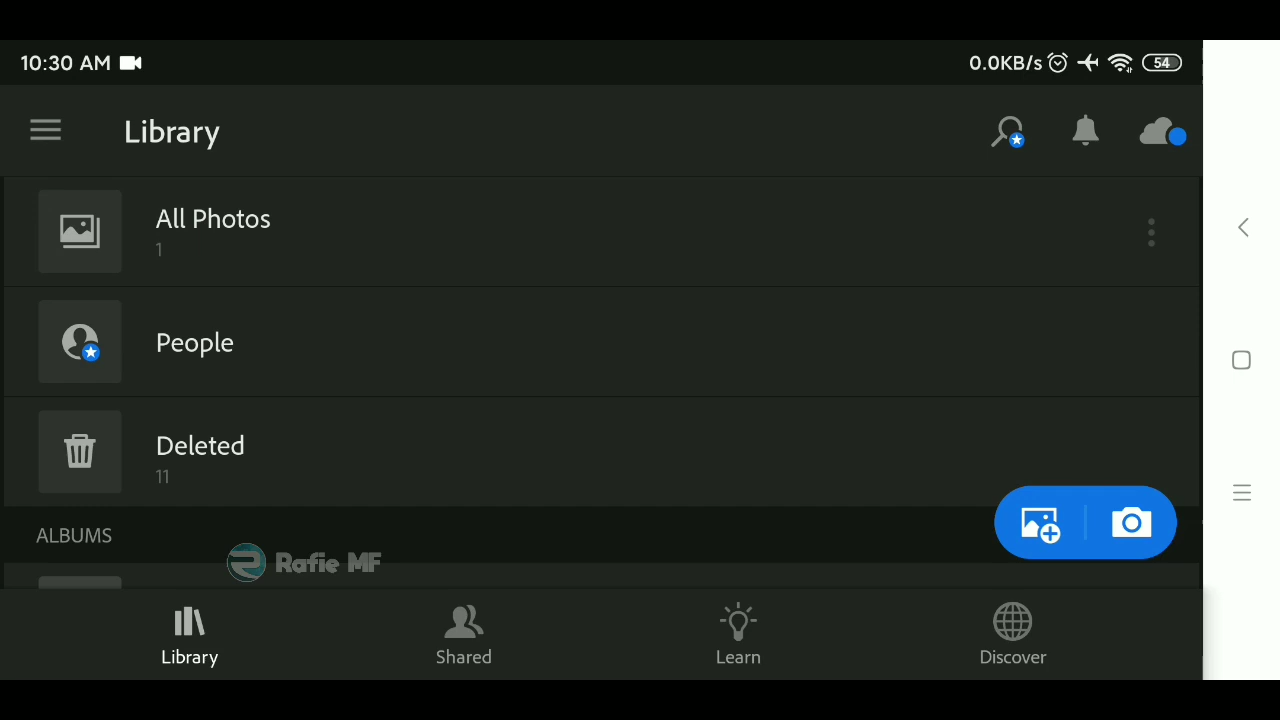 10:30 AM
0.0KB/s
54
Library
All Photos
1
People
Deleted
11
ALBUMS
Rafie MF
Library
Shared
Learn
Discover